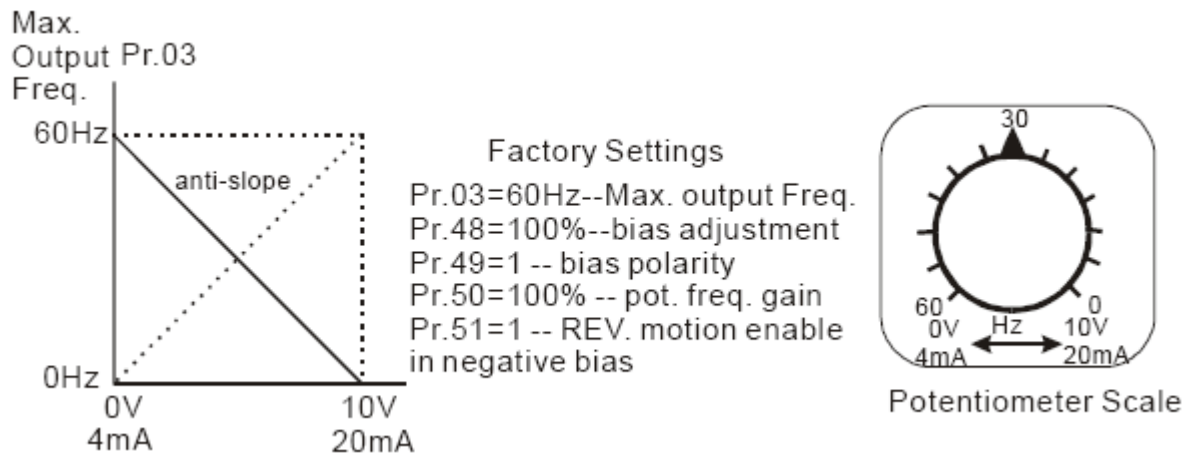 Max.
Output Pr.03
Freq.
60Hz
anti-slope
0Hz
0V
10V
4mA
20mA
Factory Settings
Pr.03=60Hz--Max. output Freq.
Pr.48=100%--bias adjustment
Pr.49=1 -- bias polarity
Pr.50=100% -- pot. freq. gain
Pr.51=1 -- REV. motion enable
in negative bias
30
60
0
0V
Hz
10V
4mA
20mA
Potentiometer Scale